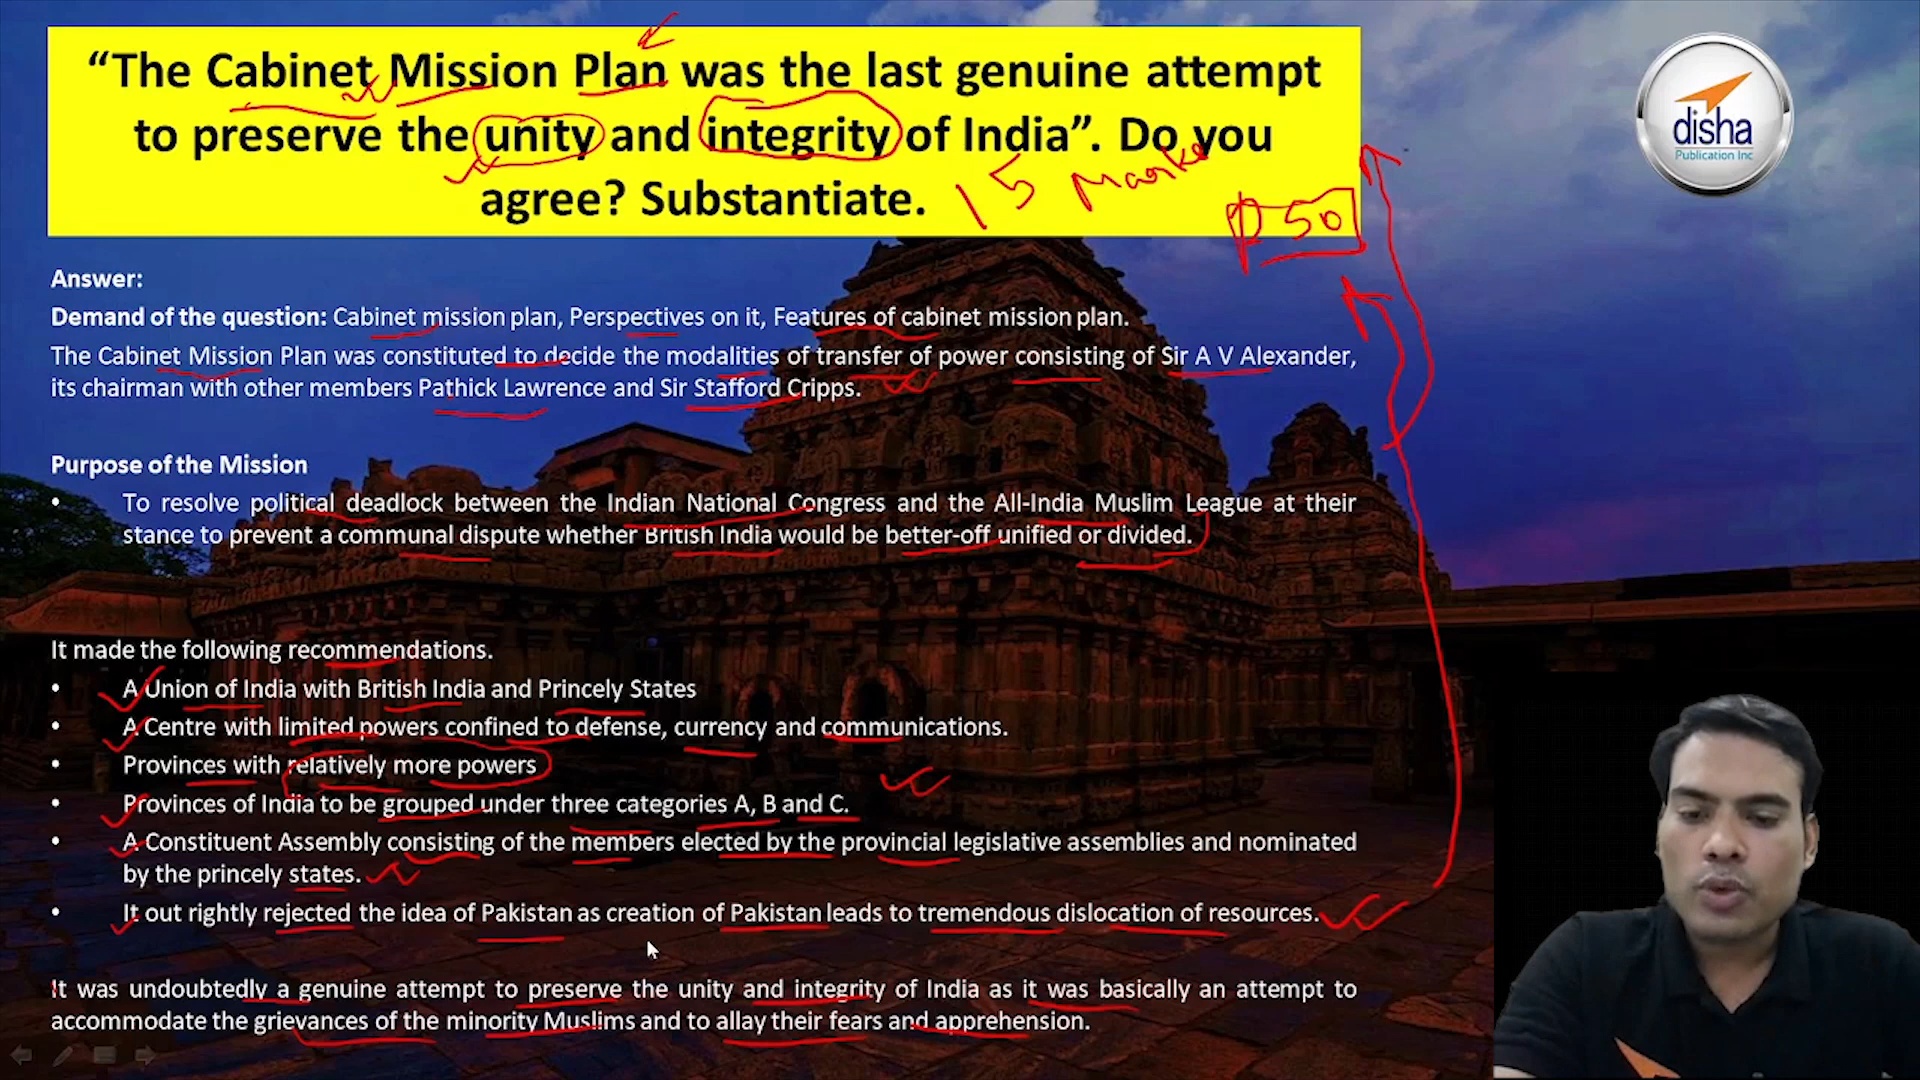 “The Cabinet Mission Plan was the last genuine attempt
to preserve the unity and integrity of India”. Do you
agree? Substantiate.
15 Marks
P 50
disha
Publication Inc
Answer:
Demand of the question: Cabinet mission plan, Perspectives on it, Features of cabinet mission plan.
The Cabinet Mission Plan was constituted to decide the modalities of transfer of power consisting of Sir A V Alexander,
its chairman with other members Pathick Lawrence and Sir Stafford Cripps.
Purpose of the Mission
• To resolve political deadlock between the Indian National Congress and the All-India Muslim League at their
stance to prevent a communal dispute whether British India would be better-off unified or divided.
It made the following recommendations.
• A Union of India with British India and Princely States
• A Centre with limited powers confined to defense, currency and communications.
• Provinces with relatively more powers
• Provinces of India to be grouped under three categories A, B and C.
• A Constituent Assembly consisting of the members elected by the provincial legislative assemblies and nominated
by the princely states.
• It out rightly rejected the idea of Pakistan as creation of Pakistan leads to tremendous dislocation of resources.
It was undoubtedly a genuine attempt to preserve the unity and integrity of India as it was basically an attempt to
accommodate the grievances of the minority Muslims and to allay their fears and apprehension.